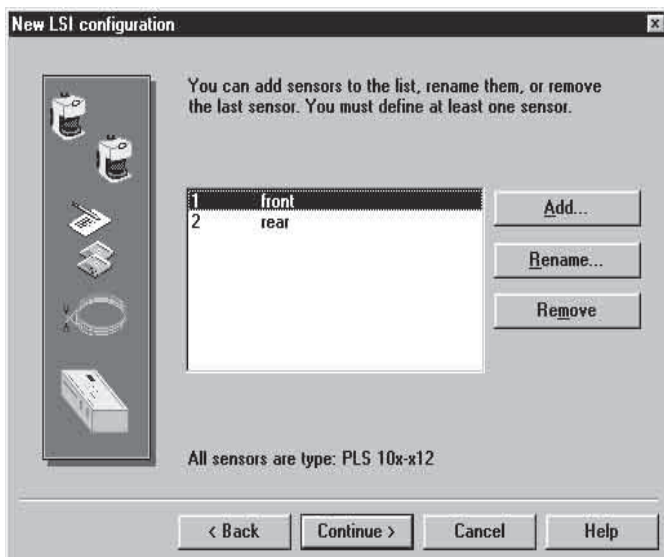 New LSI configuration
You can add sensors to the list, rename them, or remove
the last sensor. You must define at least one sensor.
1 front
2 rear
Add...
Rename...
Remove
All sensors are type: PLS 10x-x12
< Back Continue > Cancel Help